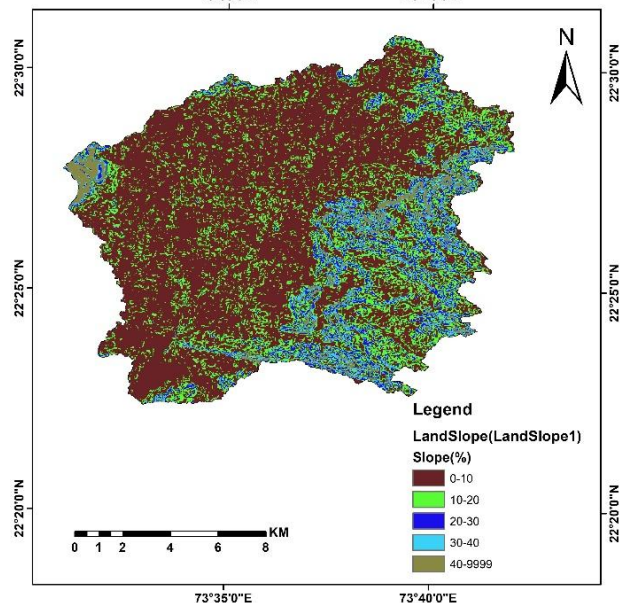 N
22°30'0"N
22°30'0"N
22°25'0"N
22°25'0"N
Legend
LandSlope(LandSlope1)
Slope(%)
0-10
10-20
20-30
30-40
40-9999
22°20'0"N
22°20'0"N
KM
0 1 2 4 6 8
73°35'0"E
73°40'0"E